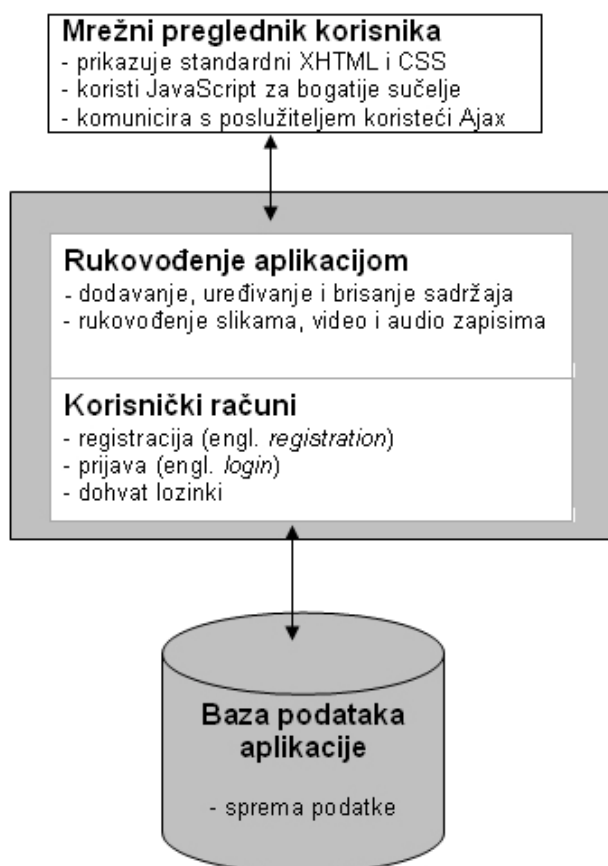 Mrežni preglednik korisnika
- prikazuje standardni XHTML i CSS
- koristi JavaScript za bogatije sučelje
- komunicira s poslužiteljem koristeći Ajax
Rukovođenje aplikacijom
- dodavanje, uređivanje i brisanje sadržaja
- rukovođenje slikama, video i audio zapisima
Korisnički računi
- registracija (engl. registration)
- prijava (engl. login)
- dohvat lozinki
Baza podataka
aplikacije
- sprema podatke